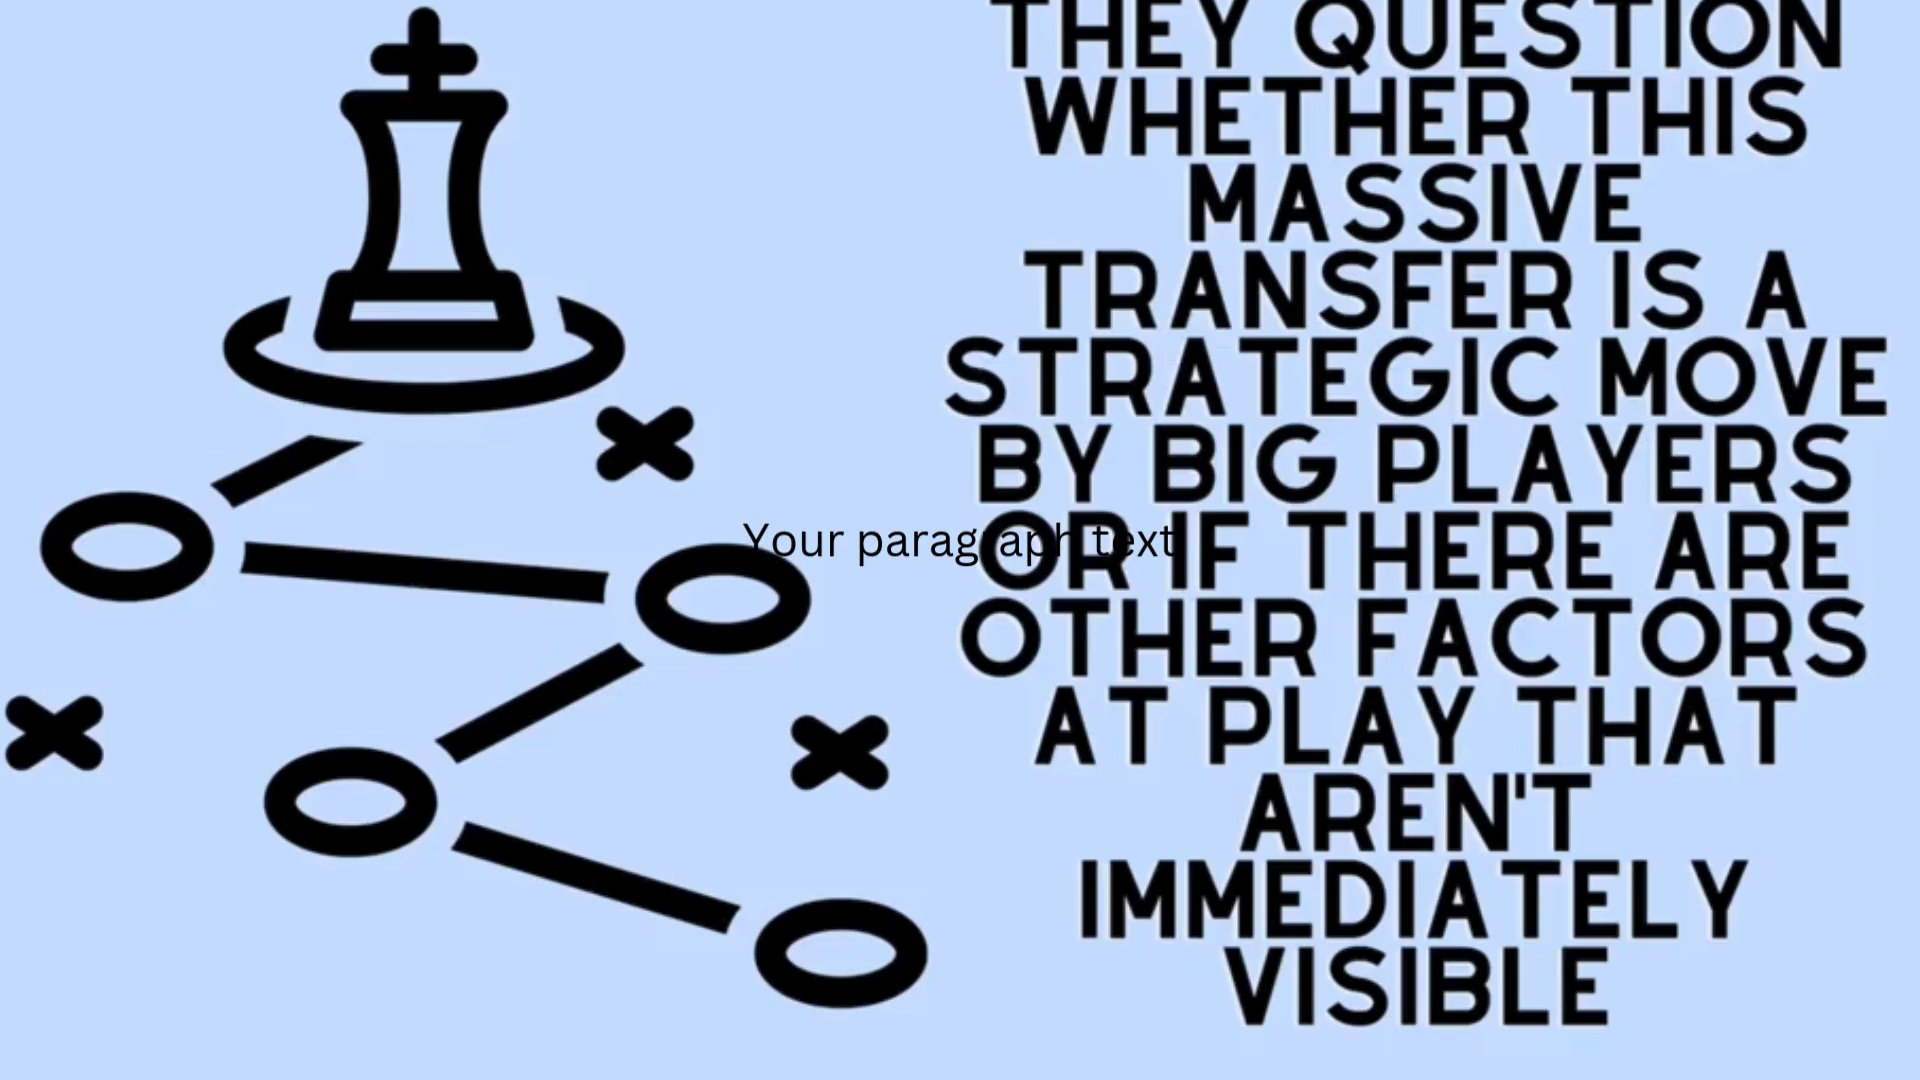 THEY QUESTION
WHETHER THIS
MASSIVE
TRANSFER IS A
STRATEGIC MOVE
BY BIG PLAYERS
OR IF THERE ARE
OTHER FACTORS
AT PLAY THAT
AREN'T
IMMEDIATELY
VISIBLE
Your paragraph text